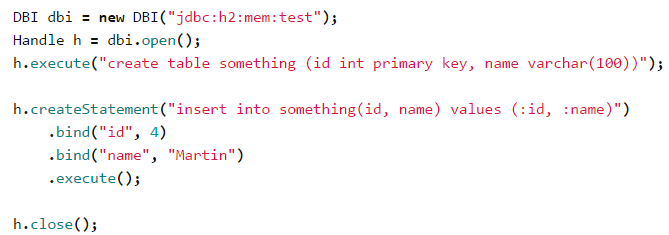 DBI dbi = new DBI("jdbc:h2:mem:test");
Handle h = dbi.open();
h.execute("create table something (id int primary key, name varchar(100))");
h.createStatement("insert into something(id, name) values (:id, :name)")
    .bind("id", 4)
    .bind("name", "Martin")
    .execute();
h.close();